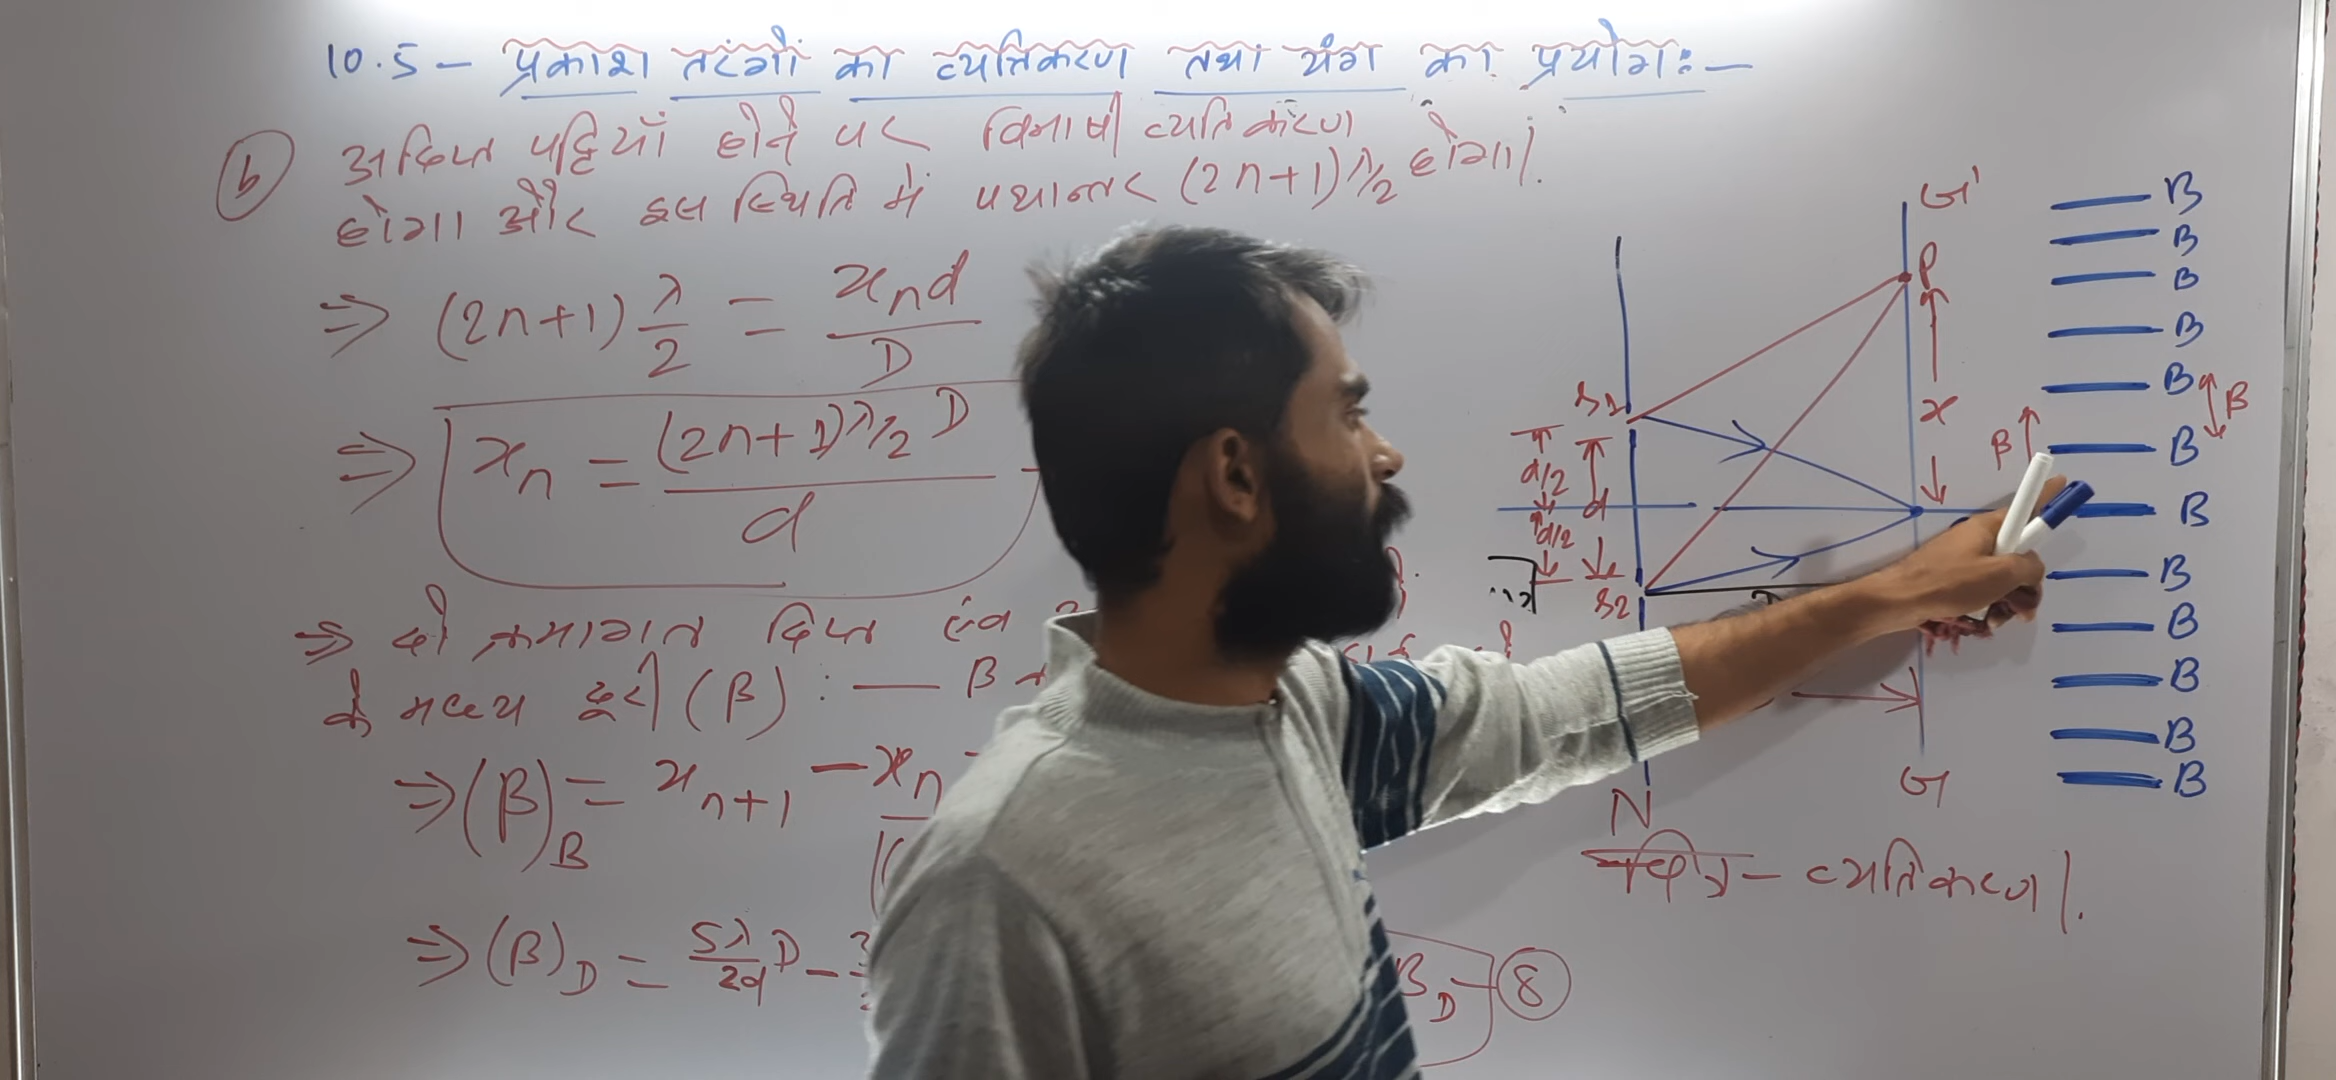 10.5 - प्रकाश तरंगों का व्यतिकरण तथा यंग का प्रयोग :-
(b) अदिप्त पट्टियाँ होने पर विनाषी व्यतिकरण
होगा और इस स्थिति में पथान्तर (2n+1)λ/2 होगा।
⇒ (2n+1) λ/2 = xnd/D
⇒ xn = (2n+1)λ/2 D / d
⇒ दो क्रमागत दिप्त एंव
के मध्य दूरी (β) : — β
⇒ (β)B = xn+1 - xn
⇒ (β)D = 5λ/2d D -
βD - (8)
G'
P
S1
x
d/2
d
d/2
S2
N
G
β
B
B
B
B
B
β
B
B
B
B
B
B
B
चित्र - व्यतिकरण।